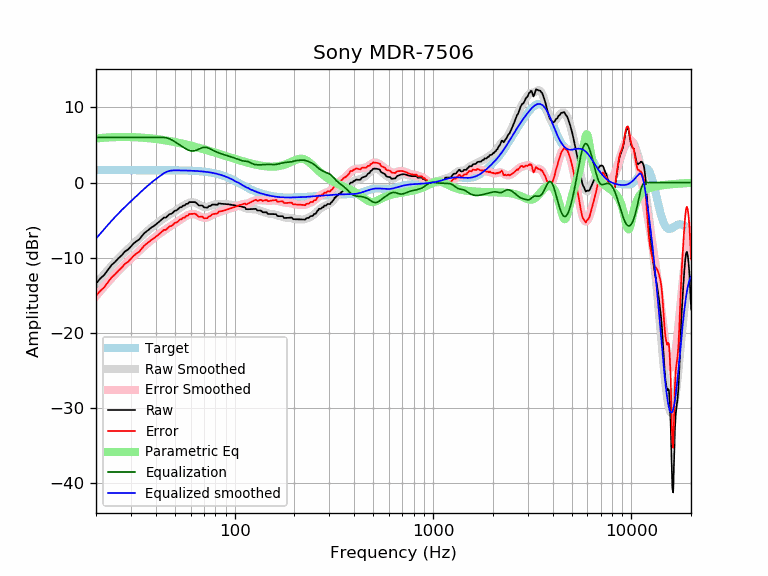 Sony MDR-7506
Amplitude (dBr)
10
0
−10
−20
−30
−40
Target
Raw Smoothed
Error Smoothed
Raw
Error
Parametric Eq
Equalization
Equalized smoothed
100
1000
10000
Frequency (Hz)